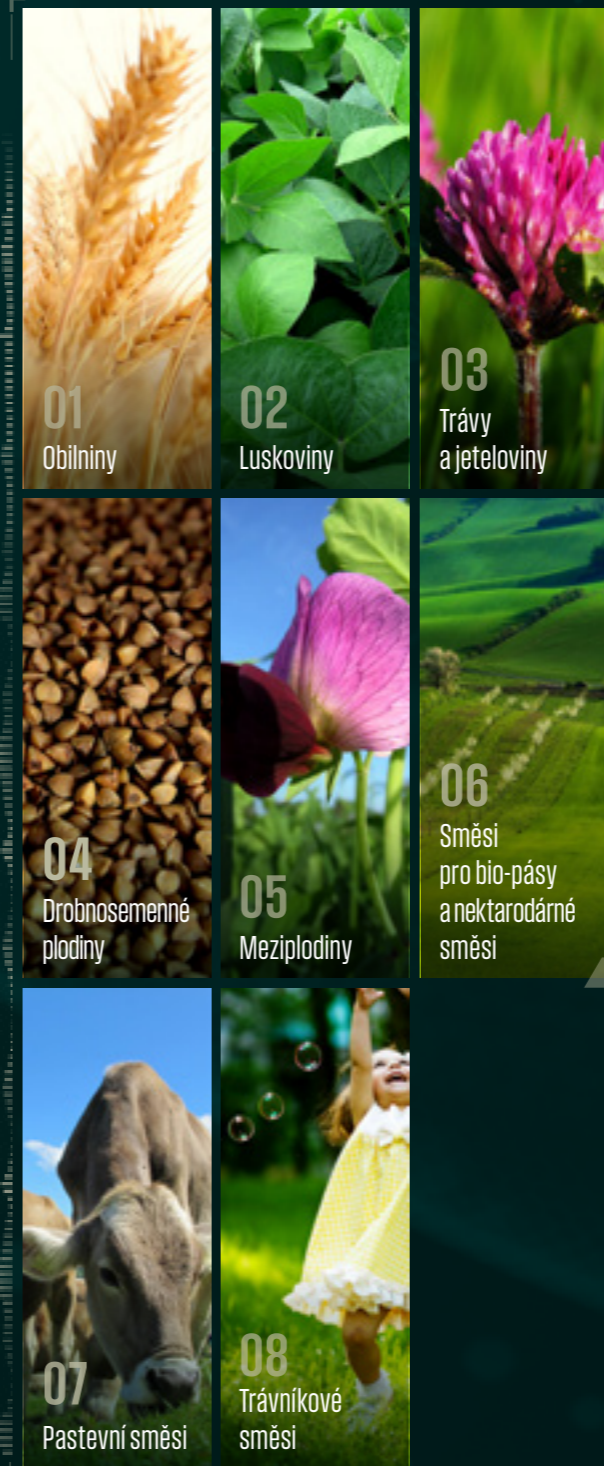 01
Obilniny
02
Luskoviny
03
Trávy
a jeteloviny
04
Drobnosemenné
plodiny
05
Meziplodiny
06
Směsi
pro bio-pásy
a nektarodárné
směsi
07
Pastevní směsi
08
Trávníkové
směsi